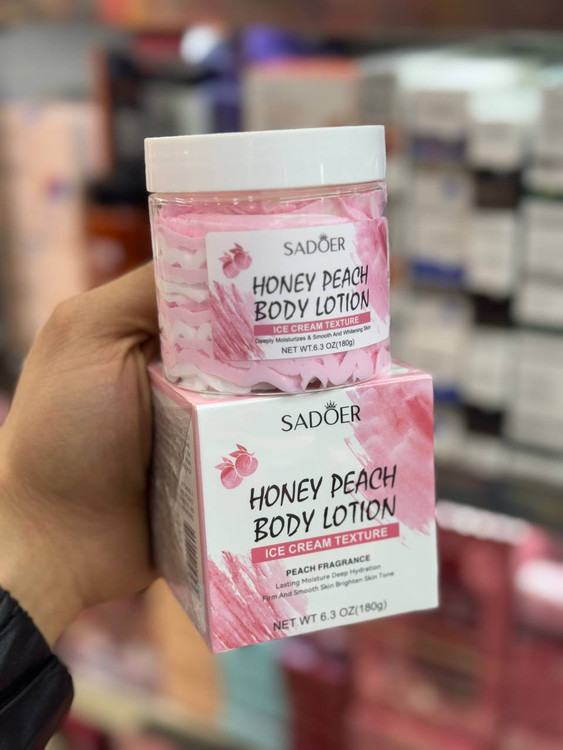 SADOER
HONEY PEACH
BODY LOTION
ICE CREAM TEXTURE
Deeply Moisturizes & Smooth And Whitening Skin
NET WT.6.3 OZ(180g)
SADOER
HONEY PEACH
BODY LOTION
ICE CREAM TEXTURE
PEACH FRAGRANCE
Lasting Moisture Deep Hydration
Firm And Smooth Skin Brighten Skin Tone
NET WT 6.3 OZ(180g)